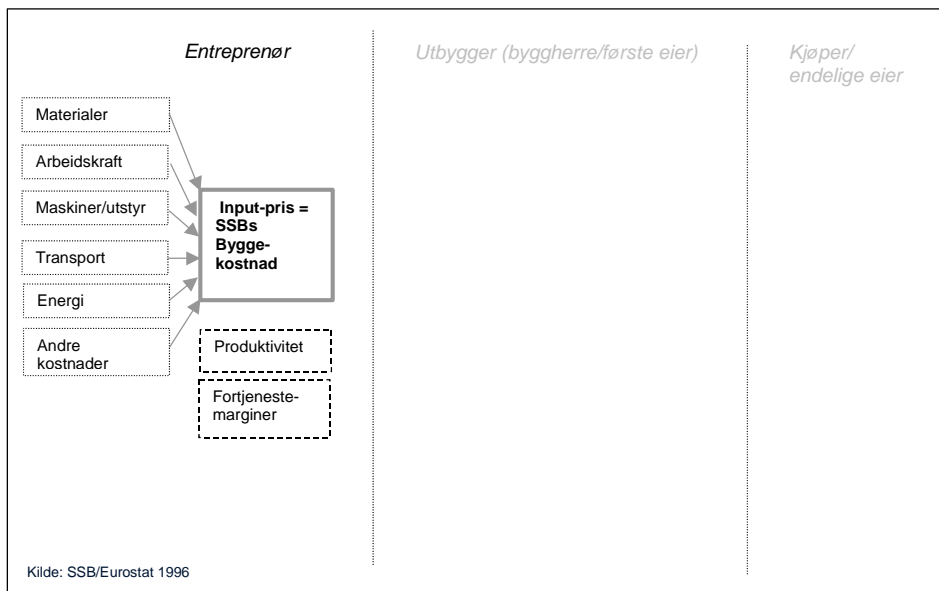 Entreprenør
Utbygger (byggherre/første eier)
Kjøper/
endelige eier
Materialer
Arbeidskraft
Maskiner/utstyr
Transport
Energi
Andre
kostnader
Input-pris =
SSBs
Bygge-
kostnad
Produktivitet
Fortjeneste-
marginer
Kilde: SSB/Eurostat 1996